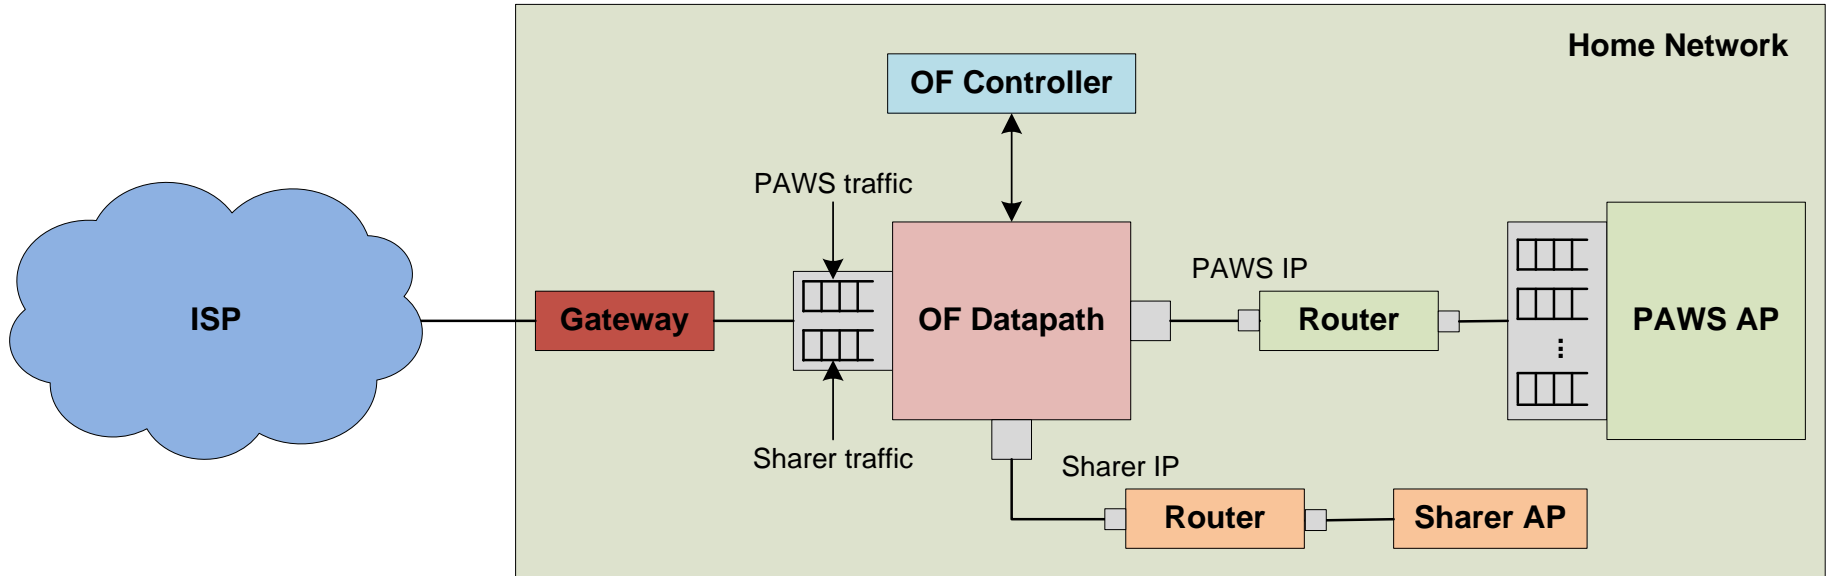 Home Network
OF Controller
PAWS traffic
PAWS IP
ISP
Gateway
OF Datapath
Router
PAWS AP
Sharer traffic
Sharer IP
Router
Sharer AP